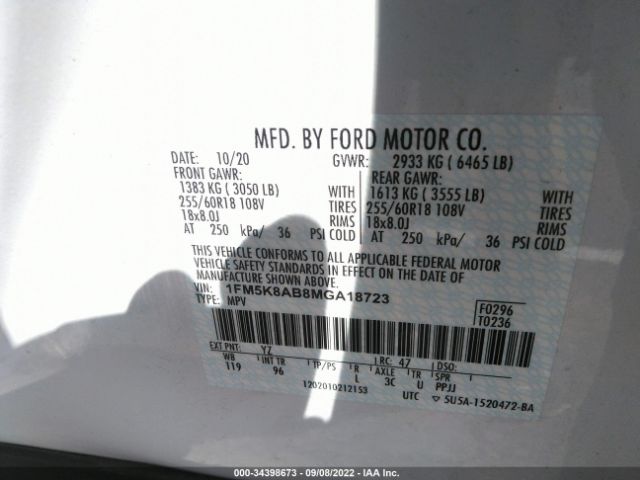 MFD. BY FORD MOTOR CO.
DATE: 10/20 GVWR: 2933 KG ( 6465 LB)
FRONT GAWR: REAR GAWR:
1383 KG ( 3050 LB) WITH 1613 KG ( 3555 LB) WITH
255/60R18 108V TIRES 255/60R18 108V TIRES
18x8.0J RIMS 18x8.0J RIMS
AT 250 kPa/ 36 PSI COLD AT 250 kPa/ 36 PSI COLD
THIS VEHICLE CONFORMS TO ALL APPLICABLE FEDERAL MOTOR
VEHICLE SAFETY STANDARDS IN EFFECT ON THE DATE OF
MANUFACTURE SHOWN ABOVE.
VIN: 1FM5K8AB8MGA18723
TYPE: MPV
F0296
T0236
EXT PNT: YZ RC: 47 DSO:
WB INT TR TP/PS R AXLE TR SPR
119 96 L 3C U PPJJ
1202010212153 UTC ▽ 5U5A-1520472-BA
000-34398673 - 09/08/2022 - IAA Inc.